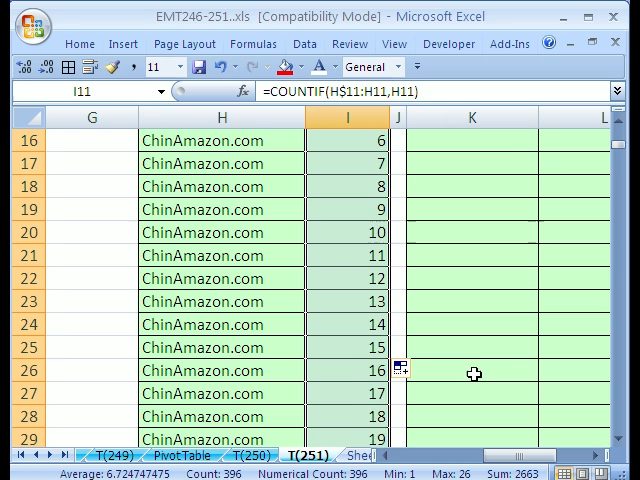 EMT246-251..xls [Compatibility Mode] - Microsoft Excel
Home Insert Page Layout Formulas Data Review View Developer Add-Ins
11 General
I11 fx =COUNTIF(H$11:H11,H11)
G H I J K L
16 ChinAmazon.com 6
17 ChinAmazon.com 7
18 ChinAmazon.com 8
19 ChinAmazon.com 9
20 ChinAmazon.com 10
21 ChinAmazon.com 11
22 ChinAmazon.com 12
23 ChinAmazon.com 13
24 ChinAmazon.com 14
25 ChinAmazon.com 15
26 ChinAmazon.com 16
27 ChinAmazon.com 17
28 ChinAmazon.com 18
29 ChinAmazon.com 19
T(249) PivotTable T(250) T(251) Shee
Average: 6.724747475 Count: 396 Numerical Count: 396 Min: 1 Max: 26 Sum: 2663